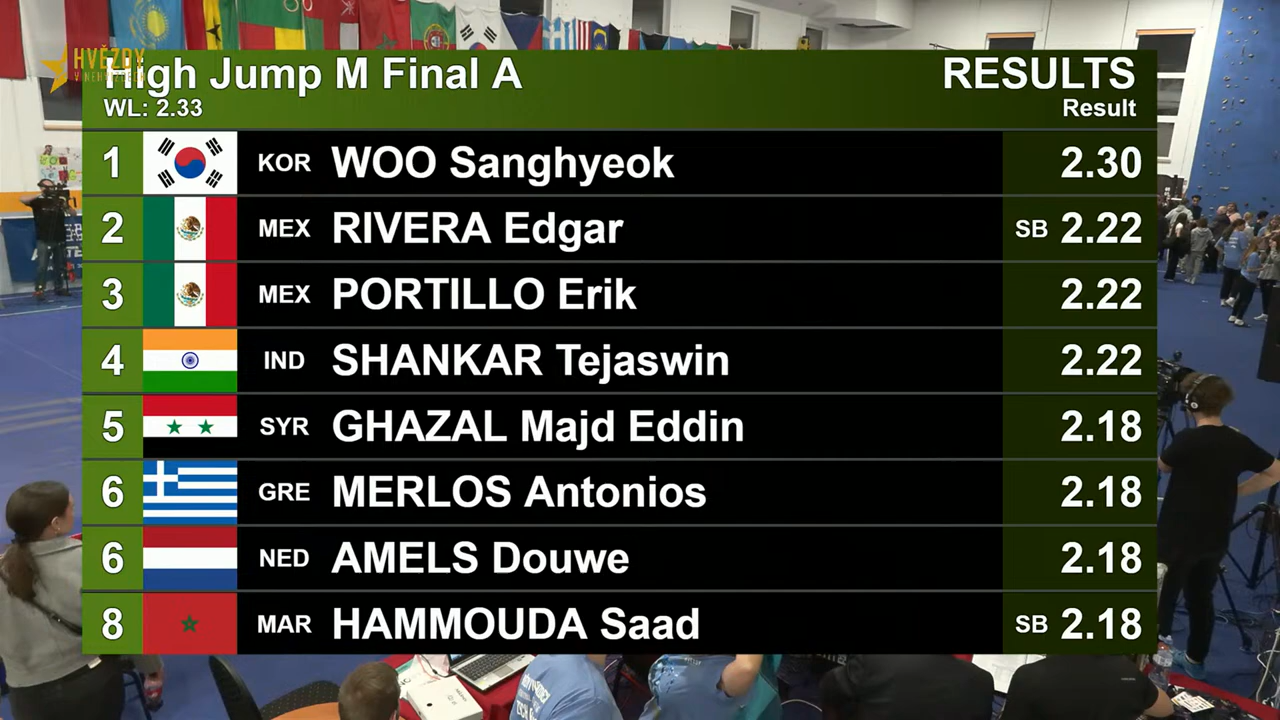 HVĚZDY
V NEHVIZDECH
High Jump M Final A
RESULTS
WL: 2.33
Result
1 KOR WOO Sanghyeok 2.30
2 MEX RIVERA Edgar SB 2.22
3 MEX PORTILLO Erik 2.22
4 IND SHANKAR Tejaswin 2.22
5 SYR GHAZAL Majd Eddin 2.18
6 GRE MERLOS Antonios 2.18
6 NED AMELS Douwe 2.18
8 MAR HAMMOUDA Saad SB 2.18